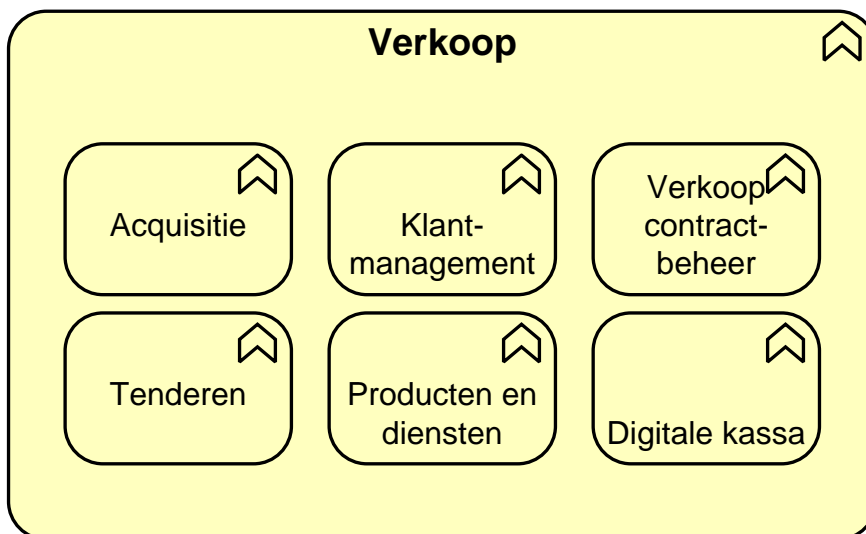 Verkoop
Acquisitie
Klant-
management
Verkoop
contract-
beheer
Tenderen
Producten en
diensten
Digitale kassa